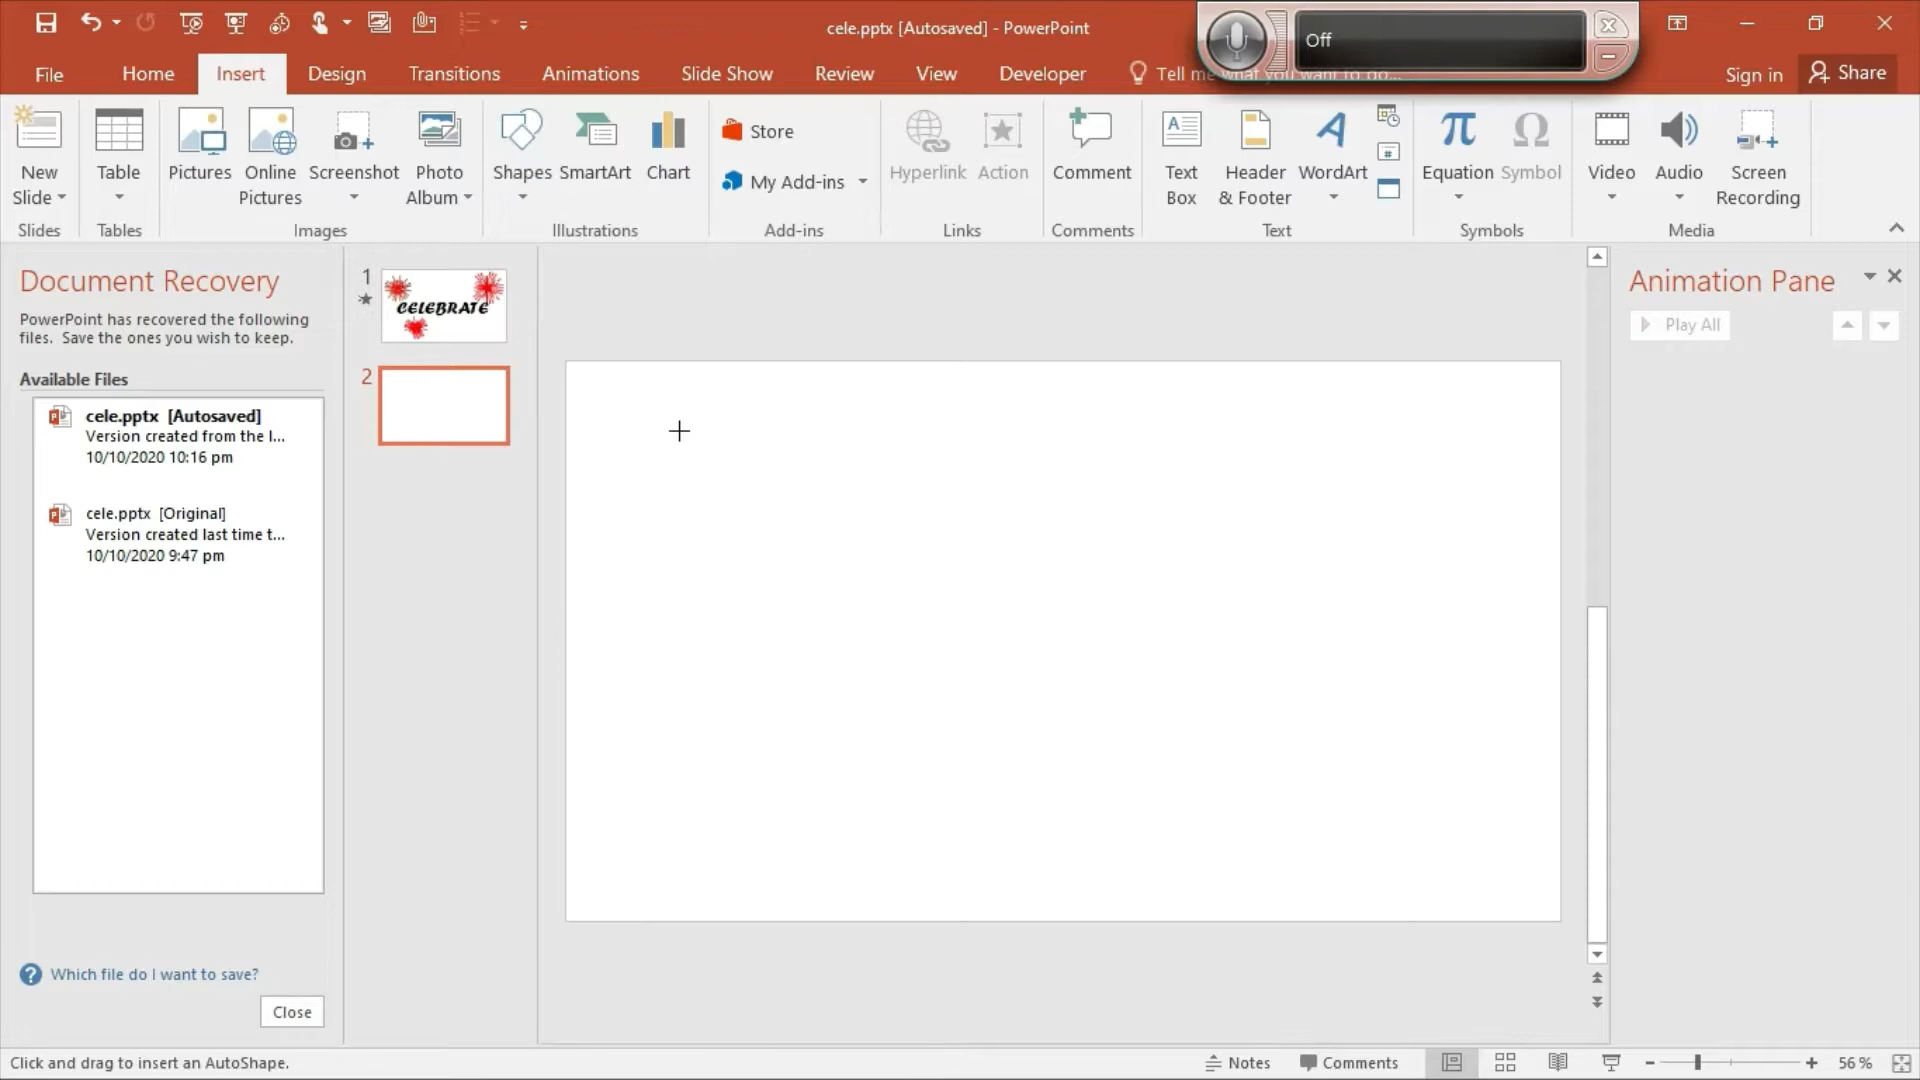 cele.pptx [Autosaved] - PowerPoint
Off
File Home Insert Design Transitions Animations Slide Show Review View Developer Tell me what you want to do... Sign in Share
New Slide
Table
Pictures
Online Pictures
Screenshot
Photo Album
Shapes
SmartArt
Chart
Store
My Add-ins
Hyperlink
Action
Comment
Text Box
Header & Footer
WordArt
Equation
Symbol
Video
Audio
Screen Recording
Slides Tables Images Illustrations Add-ins Links Comments Text Symbols Media
Document Recovery
PowerPoint has recovered the following
files. Save the ones you wish to keep.
Available Files
cele.pptx [Autosaved]
Version created from the l...
10/10/2020 10:16 pm
cele.pptx [Original]
Version created last time t...
10/10/2020 9:47 pm
Which file do I want to save?
Close
1
CELEBRATE
2
Animation Pane
Play All
Click and drag to insert an AutoShape.
Notes Comments 56 %